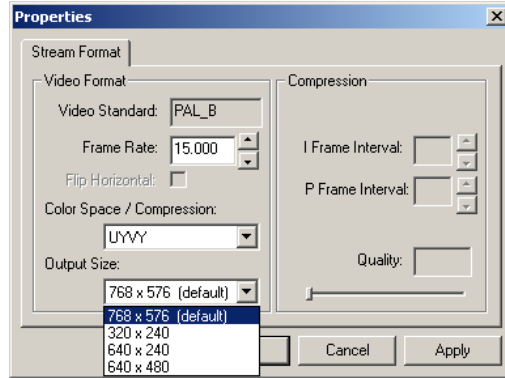 Properties
Stream Format
Video Format
Video Standard: PAL_B
Frame Rate: 15.000
Flip Horizontal:
Color Space / Compression:
UYVY
Output Size:
768 x 576 (default)
768 x 576 (default)
320 x 240
640 x 240
640 x 480
Compression
I Frame Interval:
P Frame Interval:
Quality:
Cancel
Apply